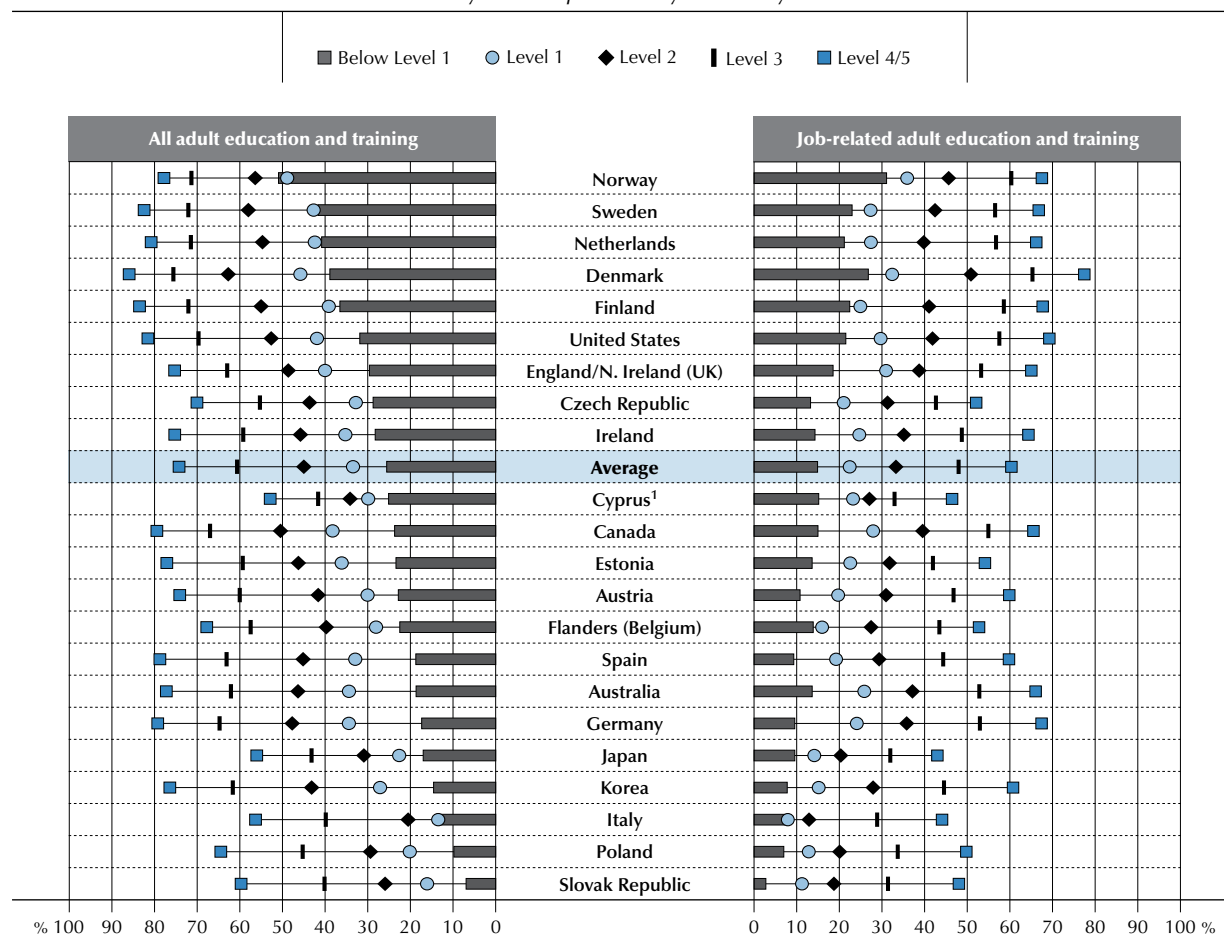 Below Level 1 Level 1 Level 2 Level 3 Level 4/5
All adult education and training Job-related adult education and training
Norway
Sweden
Netherlands
Denmark
Finland
United States
England/N. Ireland (UK)
Czech Republic
Ireland
Average
Cyprus¹
Canada
Estonia
Austria
Flanders (Belgium)
Spain
Australia
Germany
Japan
Korea
Italy
Poland
Slovak Republic
% 100 90 80 70 60 50 40 30 20 10 0 0 10 20 30 40 50 60 70 80 90 100 %